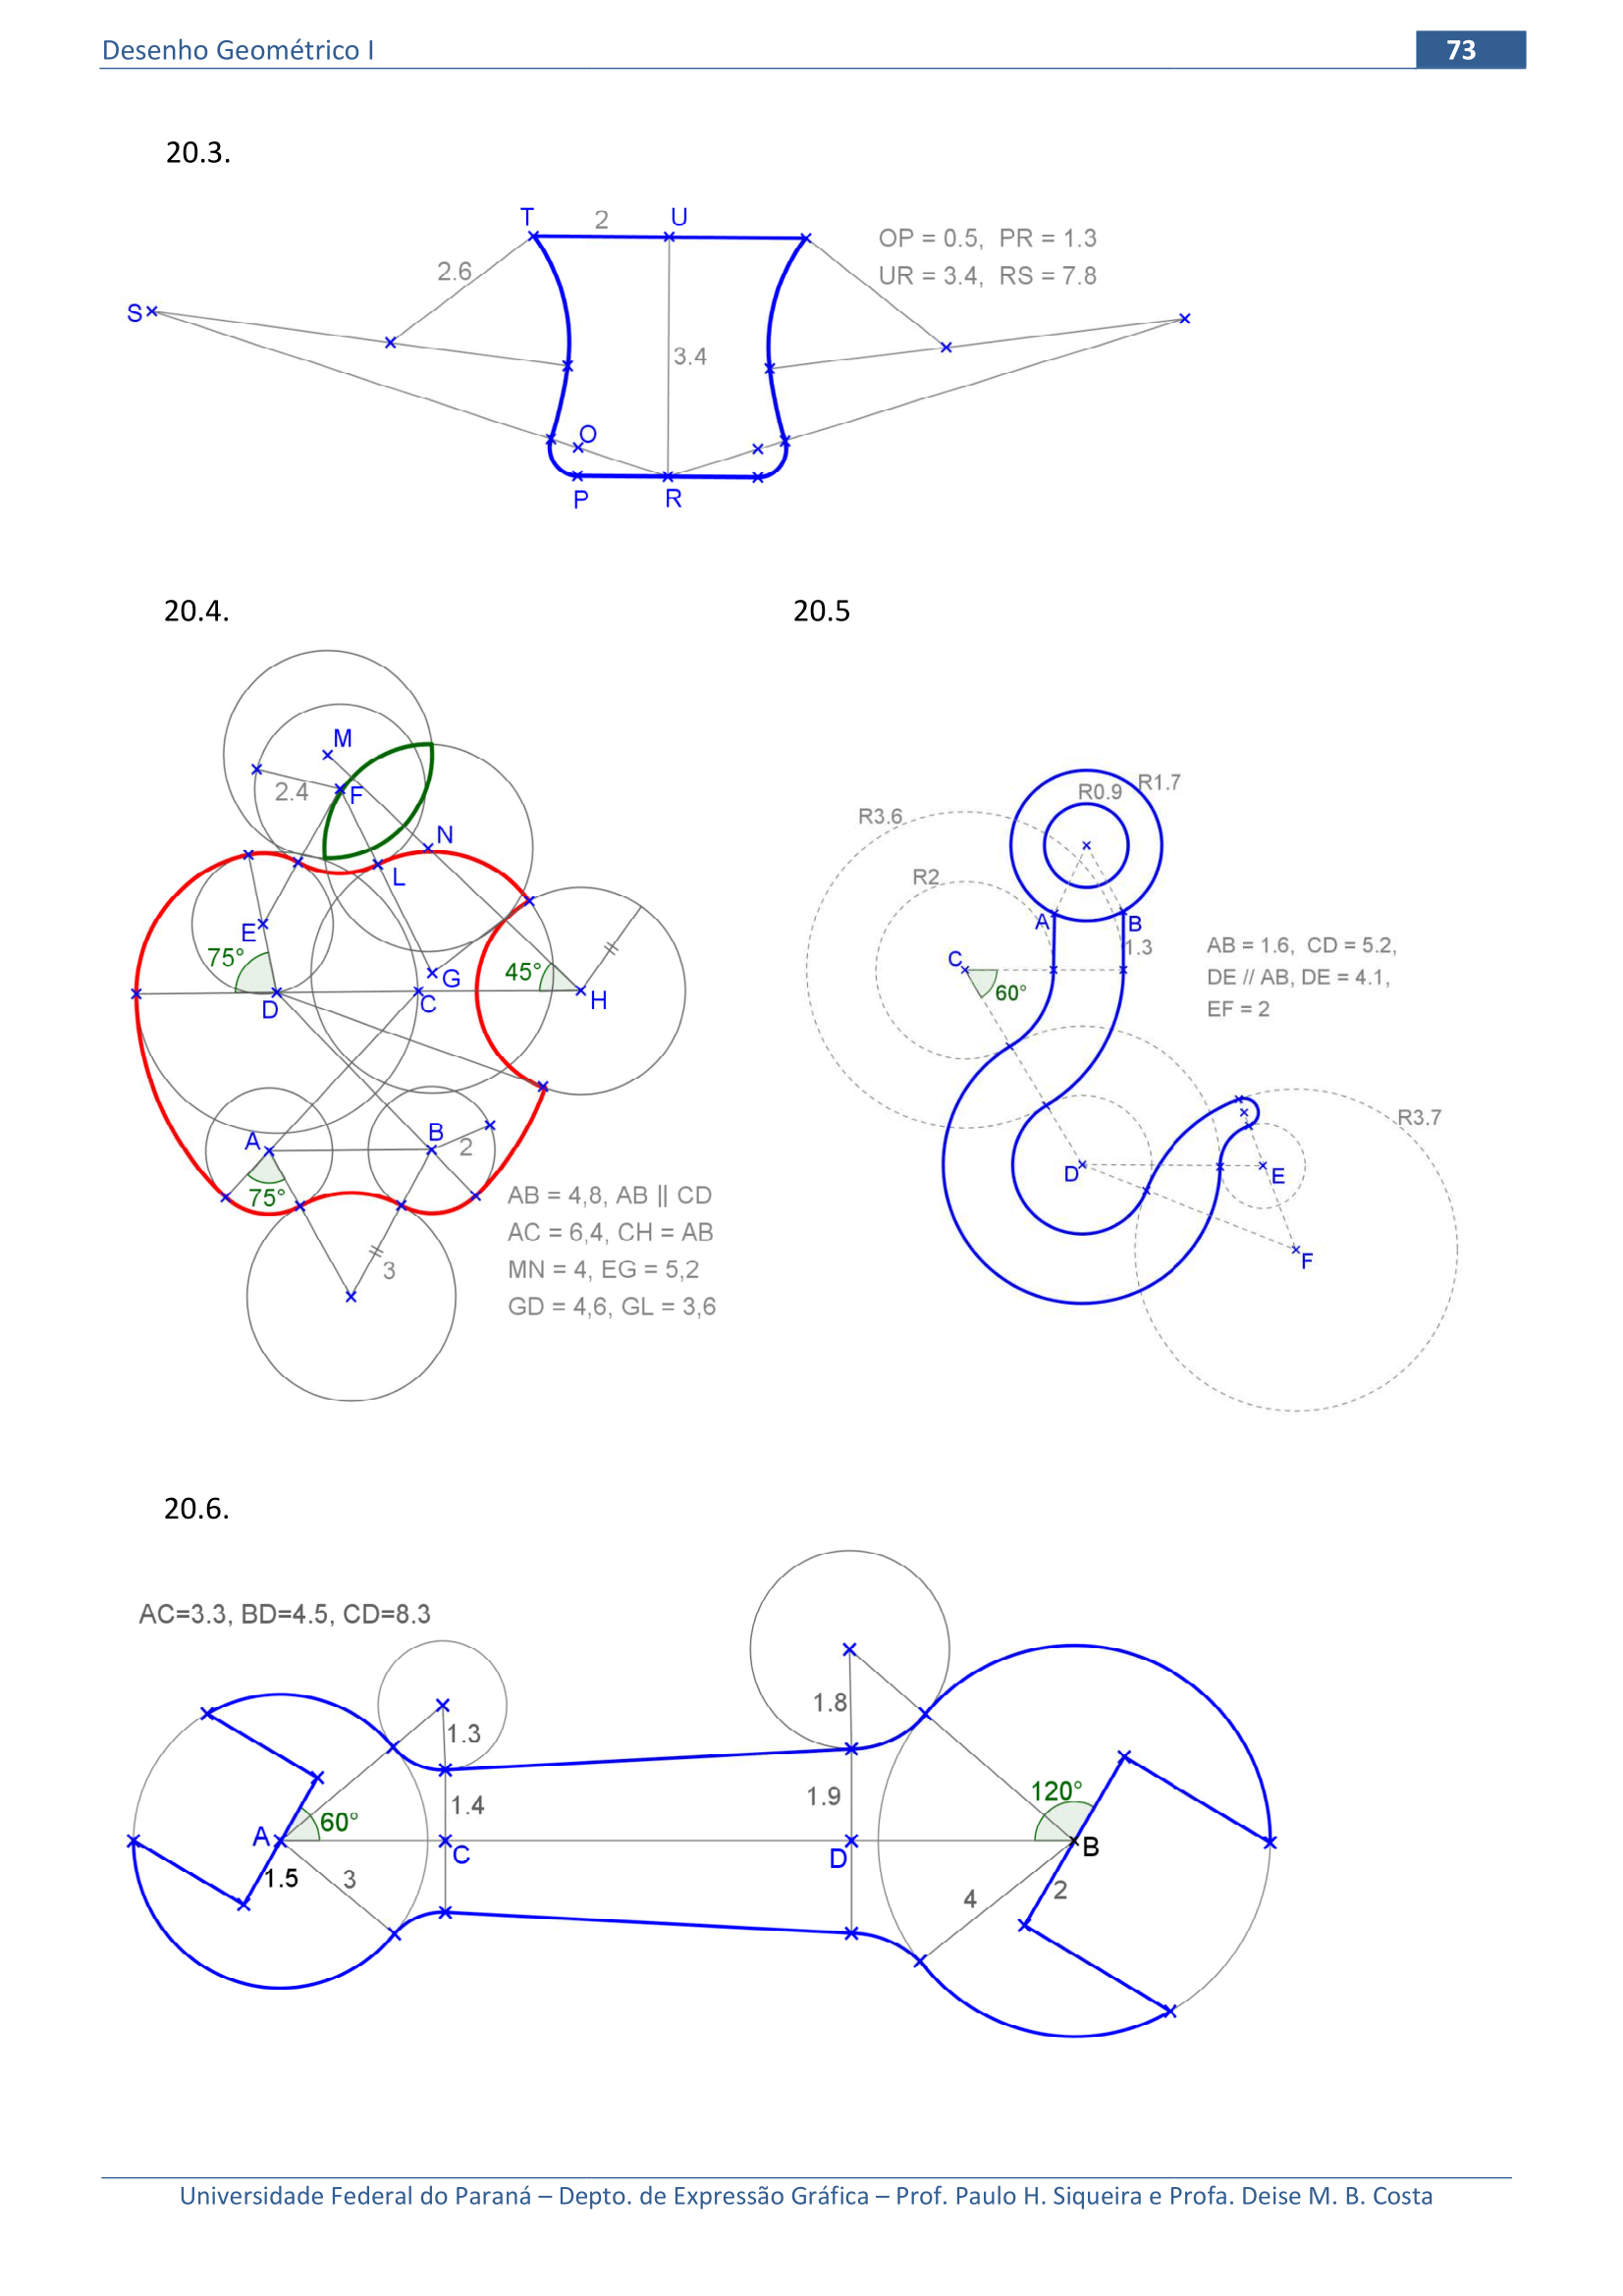 Desenho Geométrico I
73
20.3.
T
2
U
OP = 0.5, PR = 1.3
UR = 3.4, RS = 7.8
2.6
S
3.4
O
P
R
20.4.
20.5
M
2.4
F
N
L
E
75°
G
45°
D
C
H
A
B
2
75°
3
AB = 4,8, AB || CD
AC = 6,4, CH = AB
MN = 4, EG = 5,2
GD = 4,6, GL = 3,6
R1.7
R0.9
R3.6
R2
A
B
1.3
C
60°
AB = 1.6, CD = 5.2,
DE // AB, DE = 4.1,
EF = 2
R3.7
D
E
F
20.6.
AC=3.3, BD=4.5, CD=8.3
1.3
1.8
1.4
1.9
120°
A
60°
C
D
B
1.5
3
4
2
Universidade Federal do Paraná – Depto. de Expressão Gráfica – Prof. Paulo H. Siqueira e Profa. Deise M. B. Costa